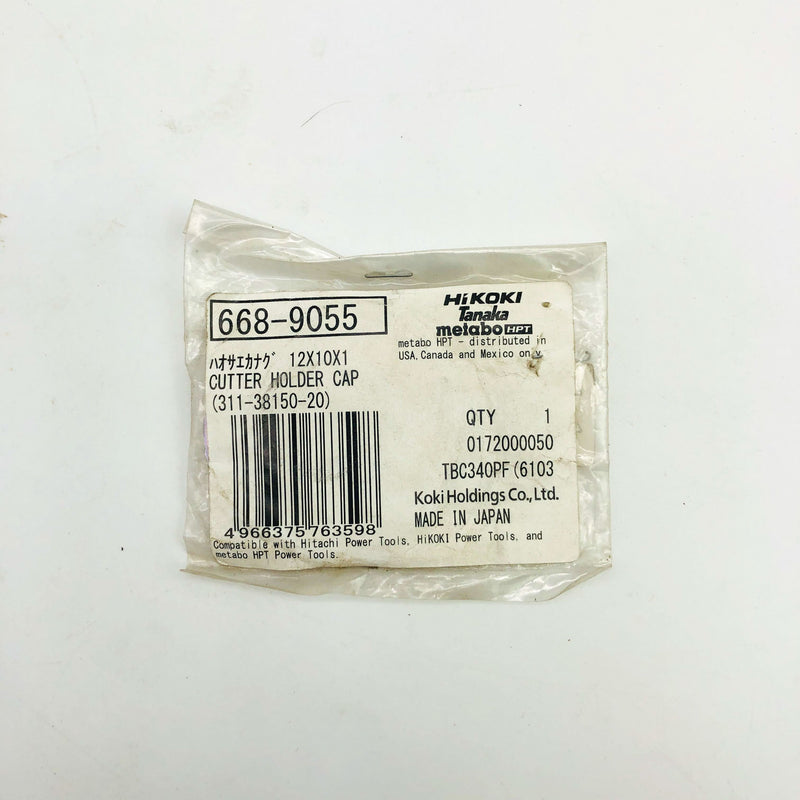 668-9055
HiKOKI
Tanaka
metabo HPT
metabo HPT - distributed in
USA, Canada and Mexico only
ﾊｵｻｴｶﾅｸﾞ 12X10X1
CUTTER HOLDER CAP
(311-38150-20)
QTY 1
0172000050
TBC340PF(6103
Koki Holdings Co., Ltd.
MADE IN JAPAN
4 966375 763598
Compatible with Hitachi Power Tools, HiKOKI Power Tools, and
metabo HPT Power Tools.